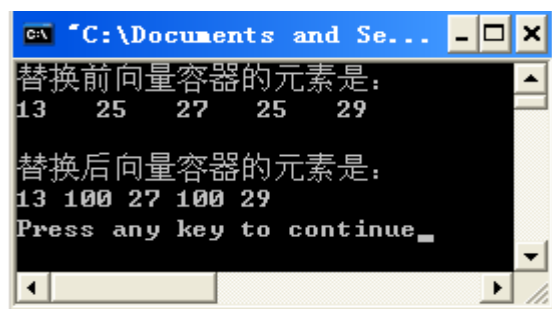 "C:\Documents and Se...
替换前向量容器的元素是:
13 25 27 25 29
替换后向量容器的元素是:
13 100 27 100 29
Press any key to continue_